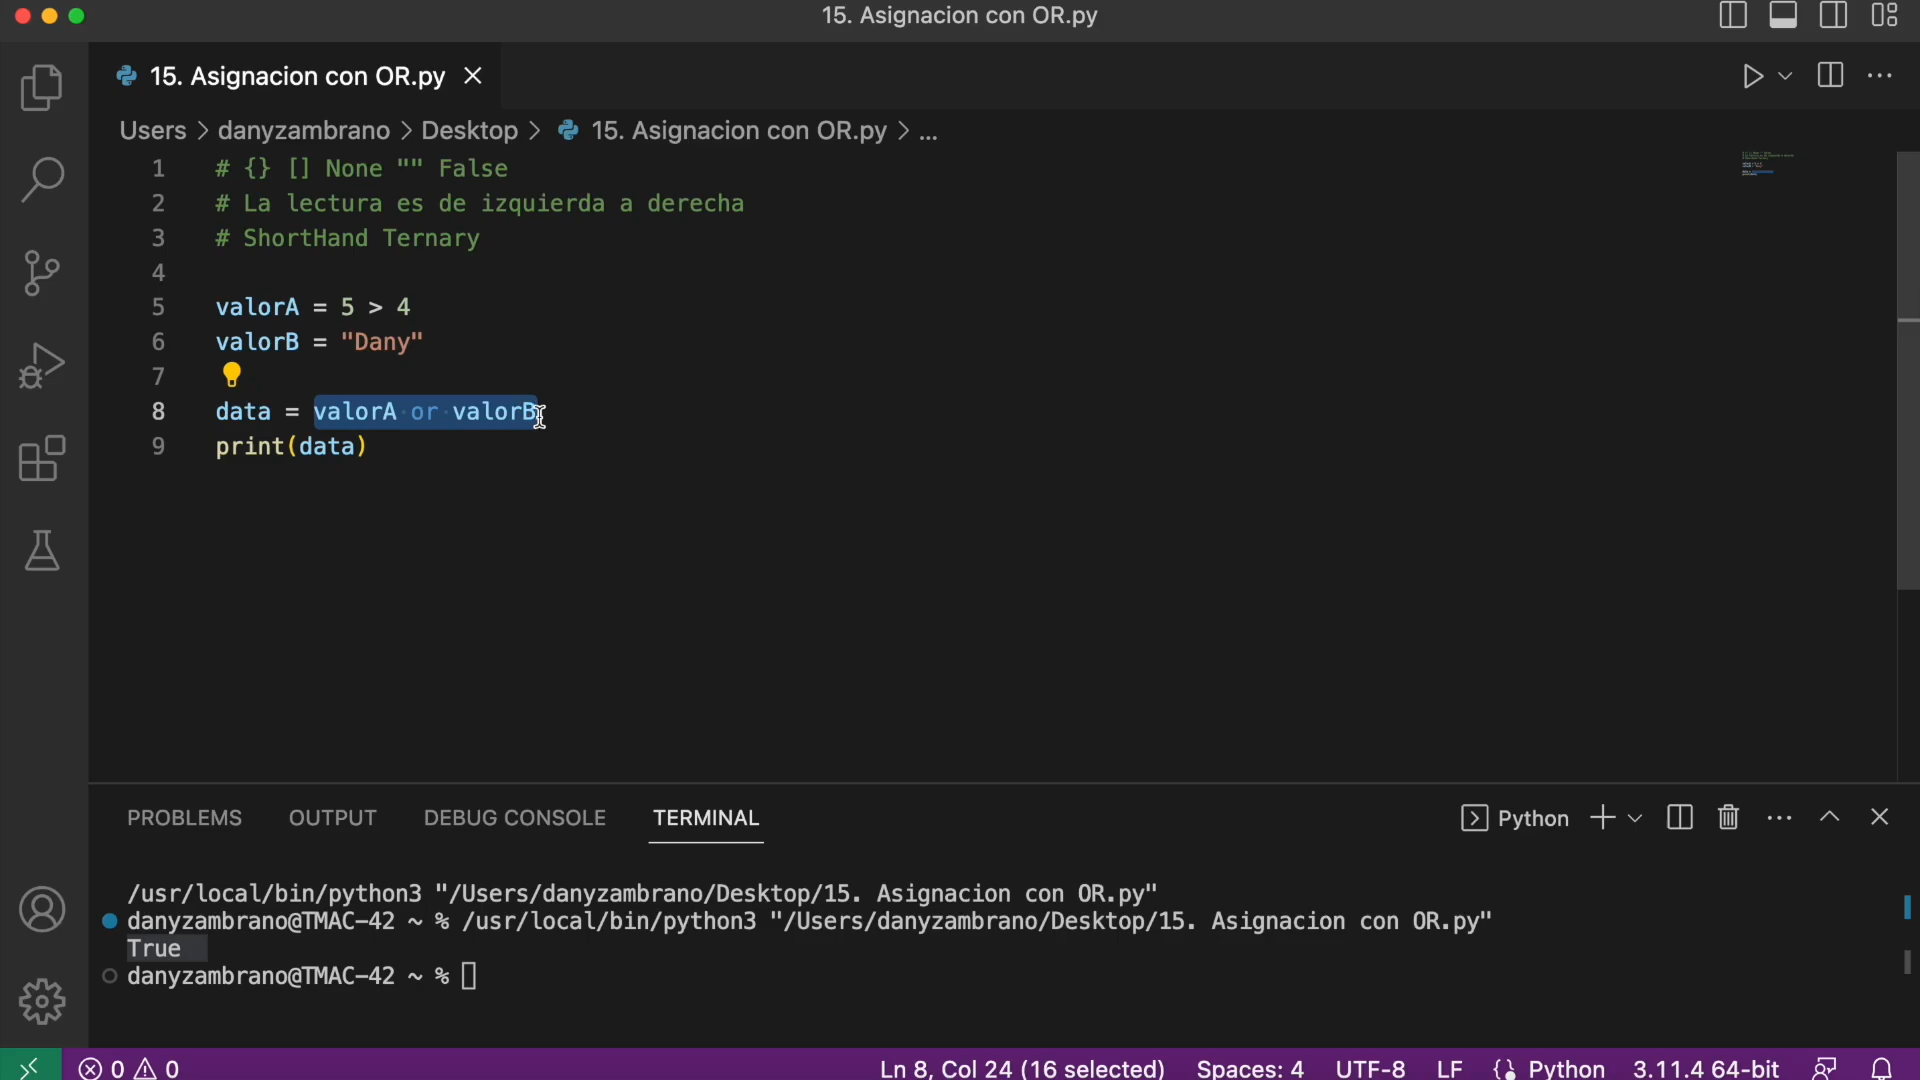 15. Asignacion con OR.py
15. Asignacion con OR.py
Users > danyzambrano > Desktop > 15. Asignacion con OR.py > ...
1 # {} [] None "" False
2 # La lectura es de izquierda a derecha
3 # ShortHand Ternary
4
5 valorA = 5 > 4
6 valorB = "Dany"
7
8 data = valorA or valorB
9 print(data)
PROBLEMS OUTPUT DEBUG CONSOLE TERMINAL Python
/usr/local/bin/python3 "/Users/danyzambrano/Desktop/15. Asignacion con OR.py"
danyzambrano@TMAC-42 ~ % /usr/local/bin/python3 "/Users/danyzambrano/Desktop/15. Asignacion con OR.py"
True
danyzambrano@TMAC-42 ~ %
0 0 Ln 8, Col 24 (16 selected) Spaces: 4 UTF-8 LF Python 3.11.4 64-bit